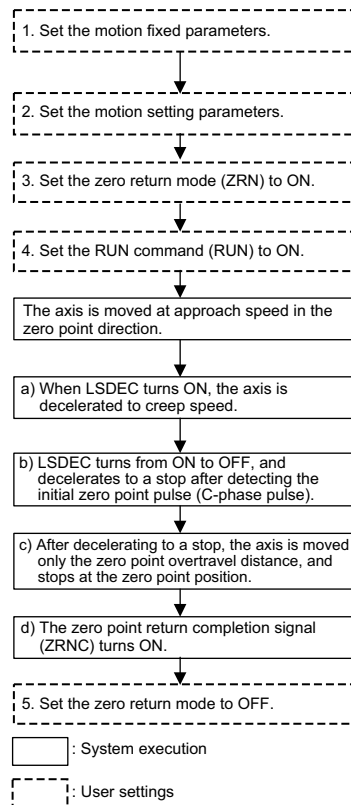 1. Set the motion fixed parameters.
2. Set the motion setting parameters.
3. Set the zero return mode (ZRN) to ON.
4. Set the RUN command (RUN) to ON.
The axis is moved at approach speed in the
zero point direction.
a) When LSDEC turns ON, the axis is
decelerated to creep speed.
b) LSDEC turns from ON to OFF, and
decelerates to a stop after detecting the
initial zero point pulse (C-phase pulse).
c) After decelerating to a stop, the axis is moved
only the zero point overtravel distance, and
stops at the zero point position.
d) The zero point return completion signal
(ZRNC) turns ON.
5. Set the zero return mode to OFF.
: System execution
: User settings